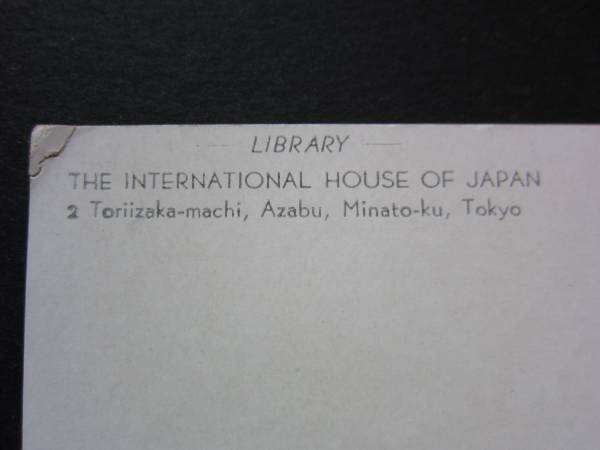 — LIBRARY —
THE INTERNATIONAL HOUSE OF JAPAN
2 Toriizaka-machi, Azabu, Minato-ku, Tokyo